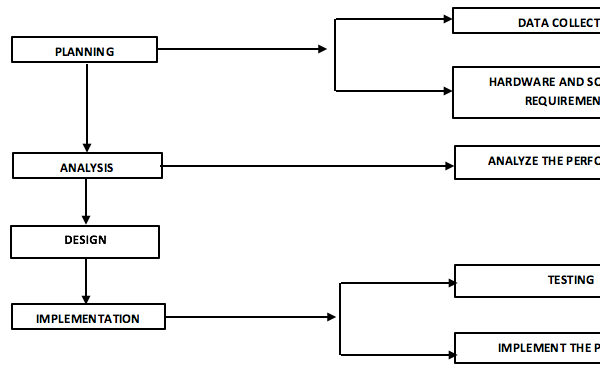 DATA COLLECT
PLANNING
HARDWARE AND SO
REQUIREMEN
ANALYSIS
ANALYZE THE PERFO
DESIGN
TESTING
IMPLEMENTATION
IMPLEMENT THE P